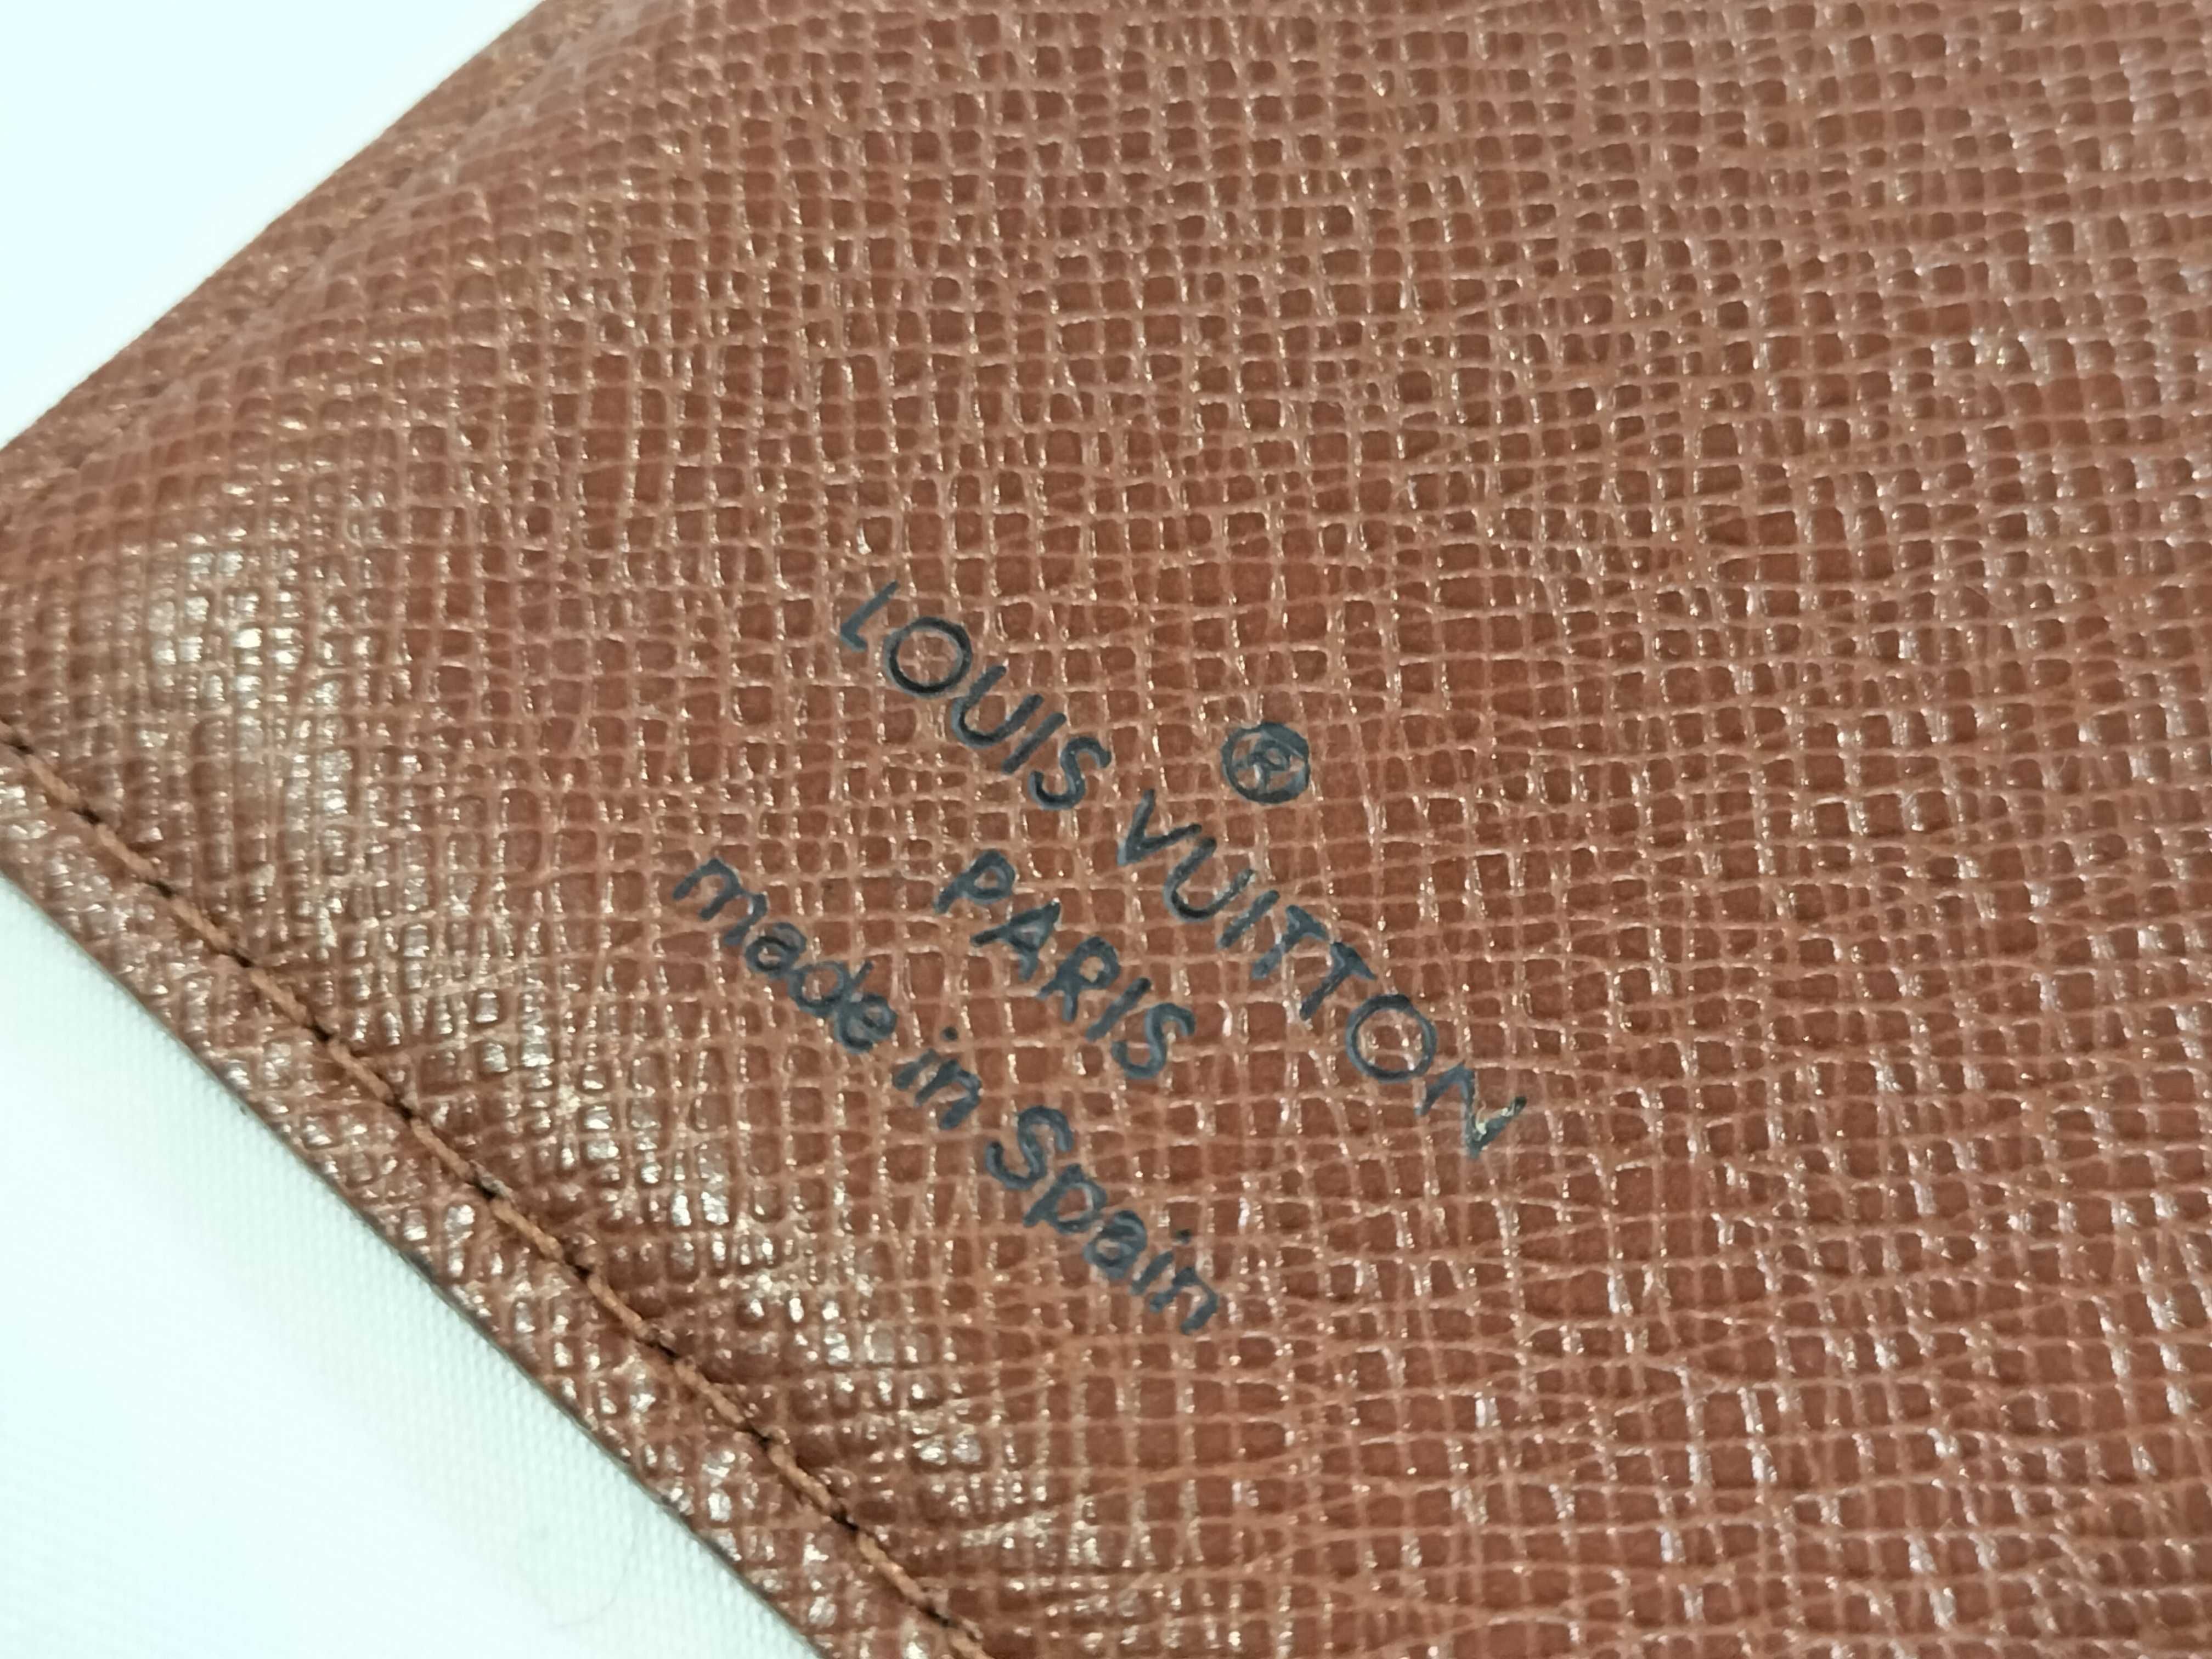 ®
LOUIS VUITTON
PARIS
made in Spain